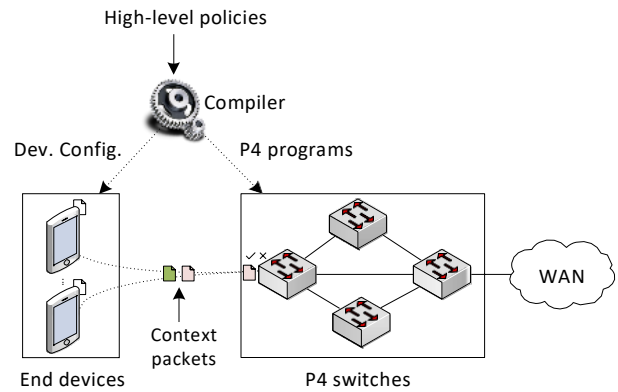 High-level policies
Compiler
Dev. Config.
P4 programs
WAN
Context
packets
End devices
P4 switches